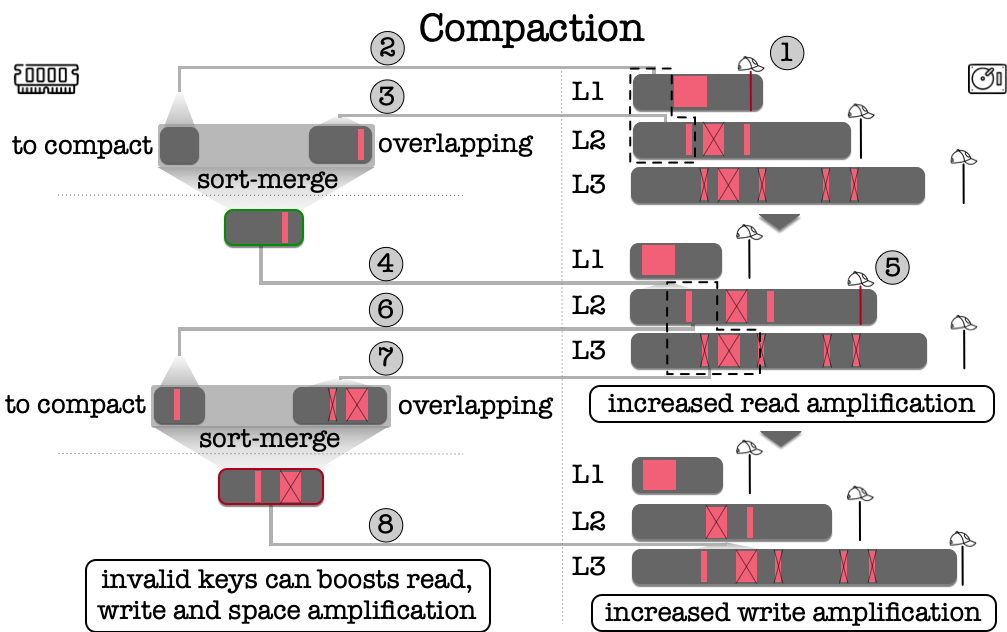 Compaction
2
1
L1
3
to compact
overlapping
L2
sort-merge
L3
L1
4
5
L2
6
L3
7
to compact
overlapping
increased read amplification
sort-merge
L1
L2
8
L3
invalid keys can boosts read,
write and space amplification
increased write amplification